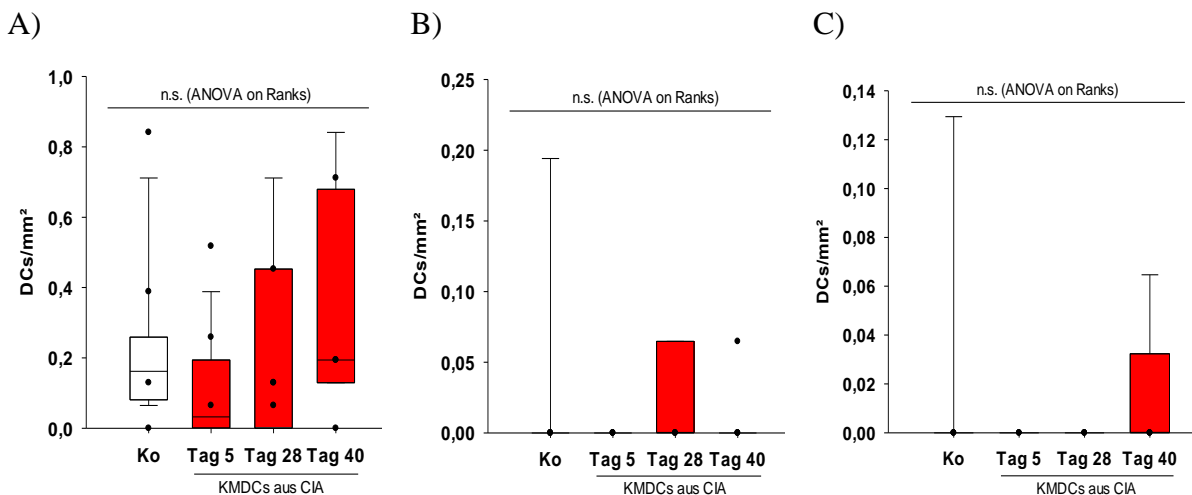 A)
n.s. (ANOVA on Ranks)
DCs/mm²
1,0
0,8
0,6
0,4
0,2
0,0
Ko Tag 5 Tag 28 Tag 40
KMDCs aus CIA
B)
n.s. (ANOVA on Ranks)
DCs/mm²
0,25
0,20
0,15
0,10
0,05
0,00
Ko Tag 5 Tag 28 Tag 40
KMDCs aus CIA
C)
n.s. (ANOVA on Ranks)
DCs/mm²
0,14
0,12
0,10
0,08
0,06
0,04
0,02
0,00
Ko Tag 5 Tag 28 Tag 40
KMDCs aus CIA